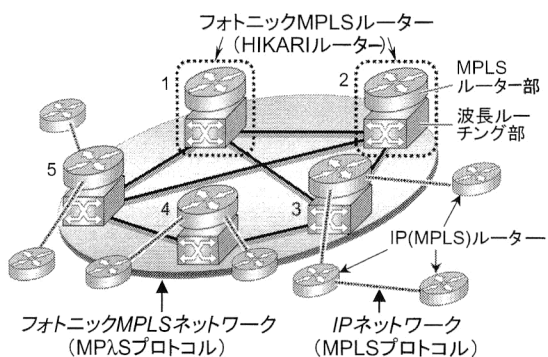 フォトニックMPLSルーター
（HIKARIルーター）
1
2
MPLS
ルーター部
波長ルー
チング部
5
4
3
IP(MPLS)ルーター
フォトニックMPLSネットワーク
（MPλSプロトコル）
IPネットワーク
（MPLSプロトコル）